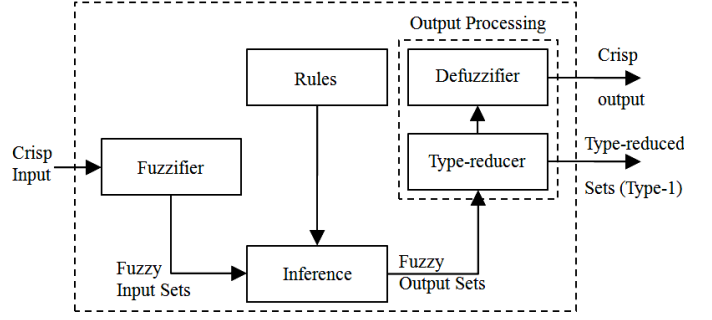 Output Processing
Crisp
output
Rules
Defuzzifier
Crisp
Input
Fuzzifier
Type-reducer
Type-reduced
Sets (Type-1)
Fuzzy
Input Sets
Inference
Fuzzy
Output Sets